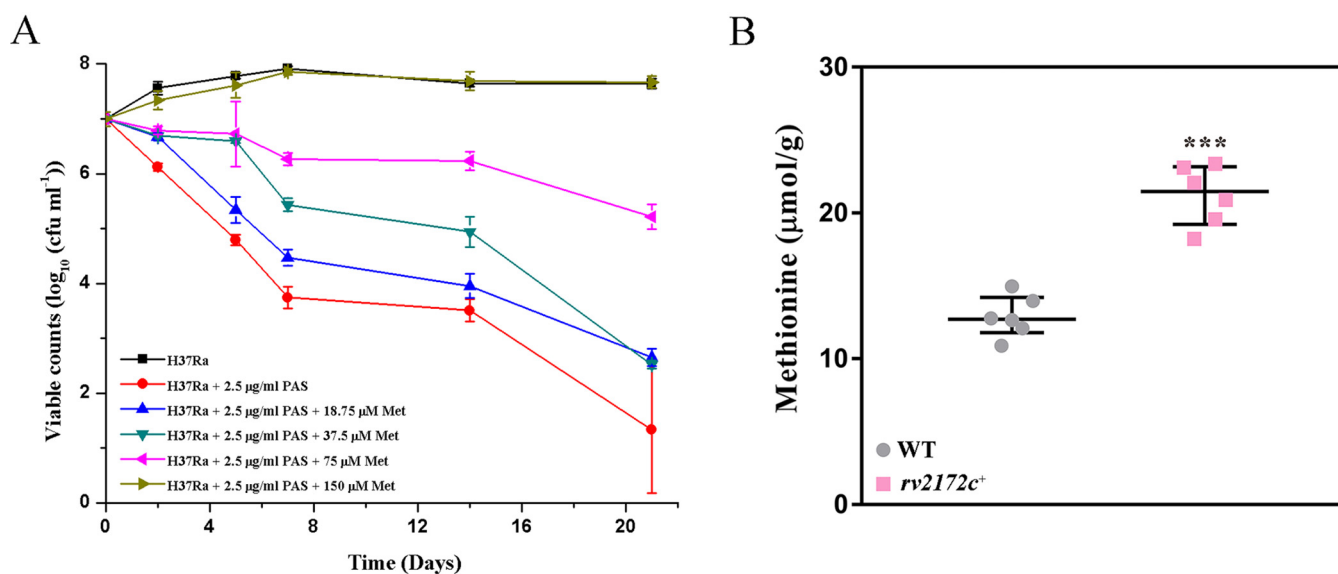 A
Viable counts (log₁₀ (cfu ml⁻¹)
8
6
4
2
0
H37Ra
H37Ra + 2.5 μg/ml PAS
H37Ra + 2.5 μg/ml PAS + 18.75 μM Met
H37Ra + 2.5 μg/ml PAS + 37.5 μM Met
H37Ra + 2.5 μg/ml PAS + 75 μM Met
H37Ra + 2.5 μg/ml PAS + 150 μM Met
0 4 8 12 16 20
Time (Days)
B
Methionine (μmol/g)
30
20
10
0
***
WT
rv2172c⁺